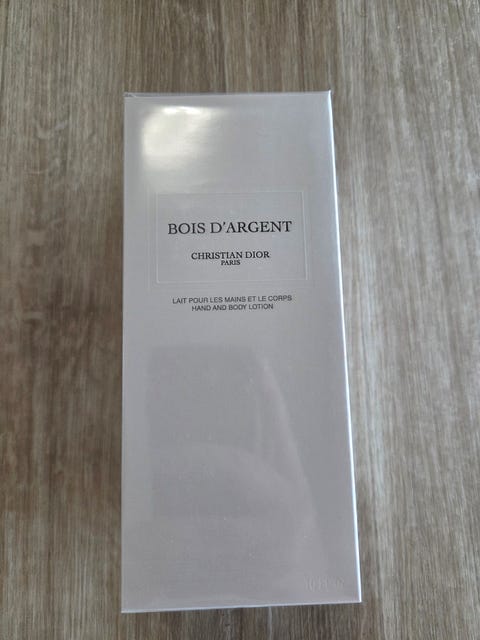 BOIS D'ARGENT
CHRISTIAN DIOR
PARIS
LAIT POUR LES MAINS ET LE CORPS
HAND AND BODY LOTION